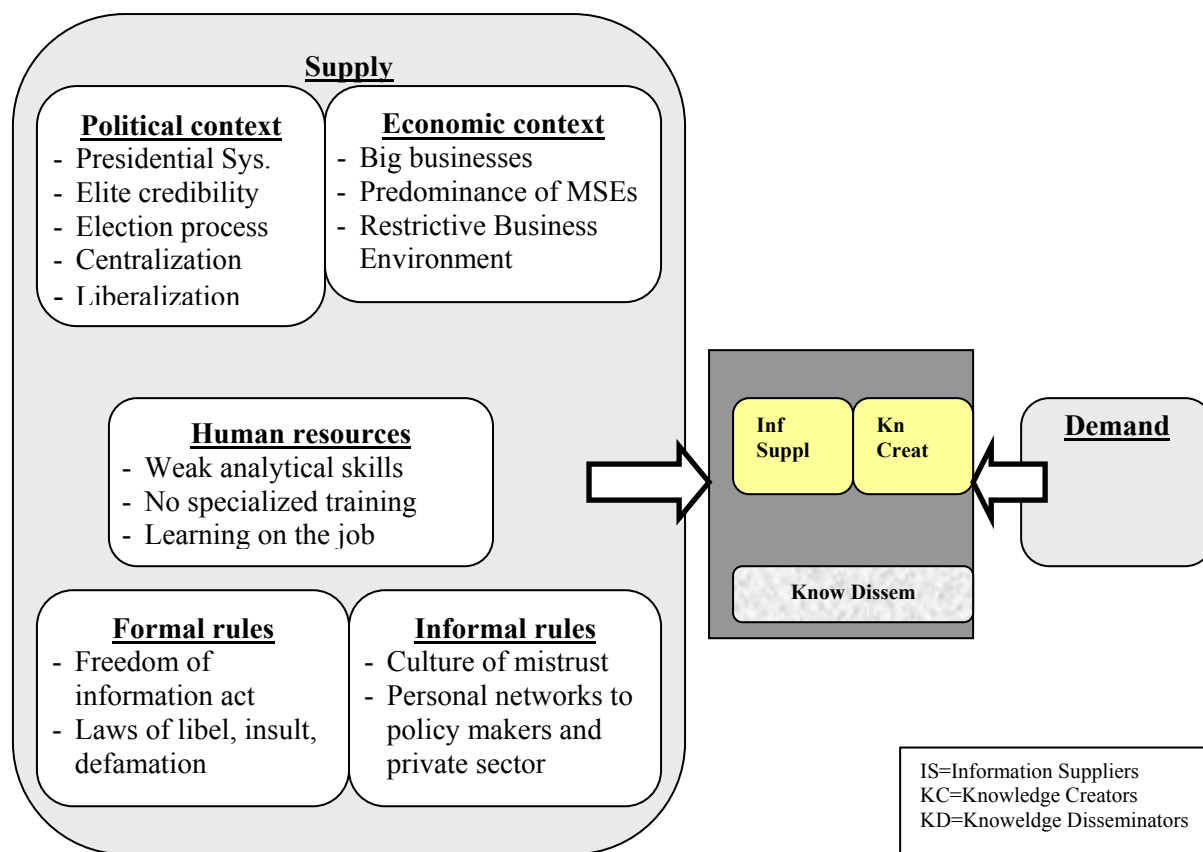 Supply
Political context
- Presidential Sys.
- Elite credibility
- Election process
- Centralization
- Liberalization
Economic context
- Big businesses
- Predominance of MSEs
- Restrictive Business
Environment
Human resources
- Weak analytical skills
- No specialized training
- Learning on the job
Formal rules
- Freedom of
information act
- Laws of libel, insult,
defamation
Informal rules
- Culture of mistrust
- Personal networks to
policy makers and
private sector
Inf
Suppl
Kn
Creat
Know Dissem
Demand
IS=Information Suppliers
KC=Knowledge Creators
KD=Knoweldge Disseminators